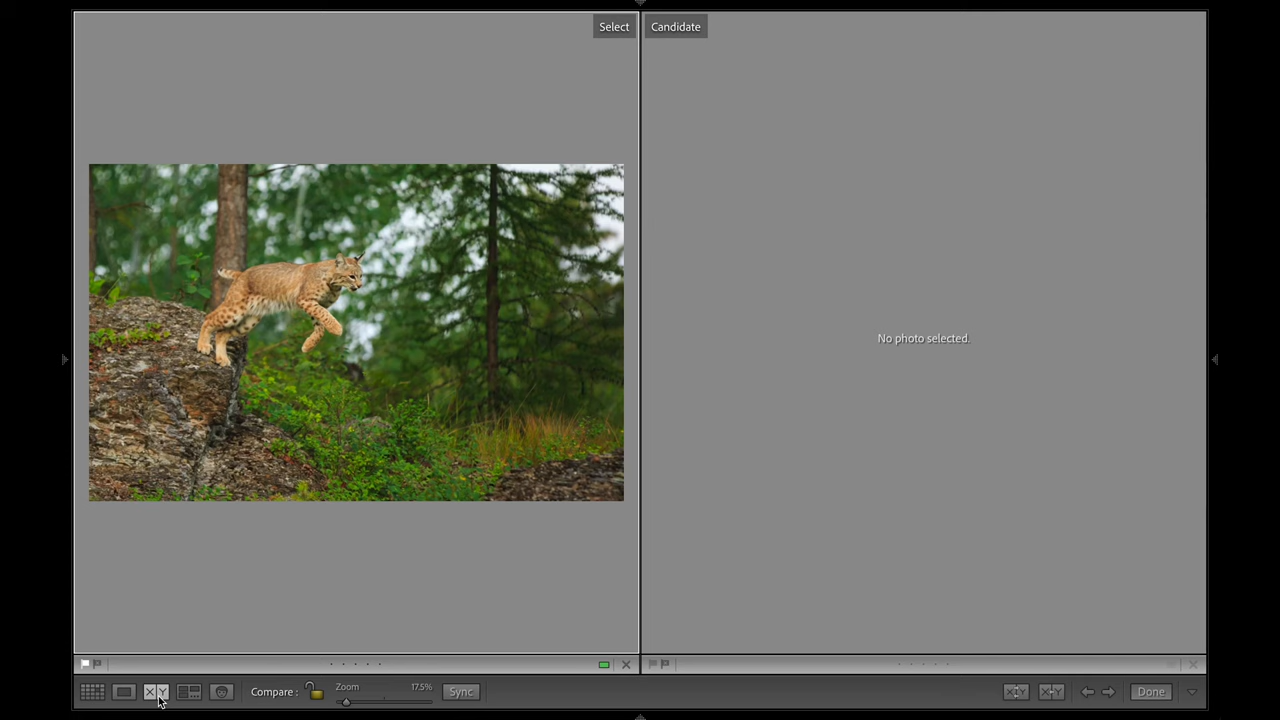 Select
Candidate
No photo selected.
Compare :
Zoom
17.5%
Sync
Done